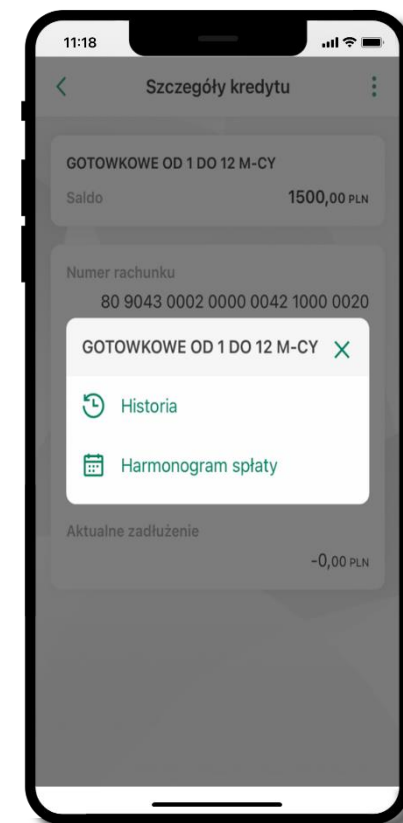 11:18
Szczegóły kredytu
GOTOWKOWE OD 1 DO 12 M-CY
Saldo 1500,00 PLN
Numer rachunku
80 9043 0002 0000 0042 1000 0020
GOTOWKOWE OD 1 DO 12 M-CY
Historia
Harmonogram spłaty
Aktualne zadłużenie
-0,00 PLN